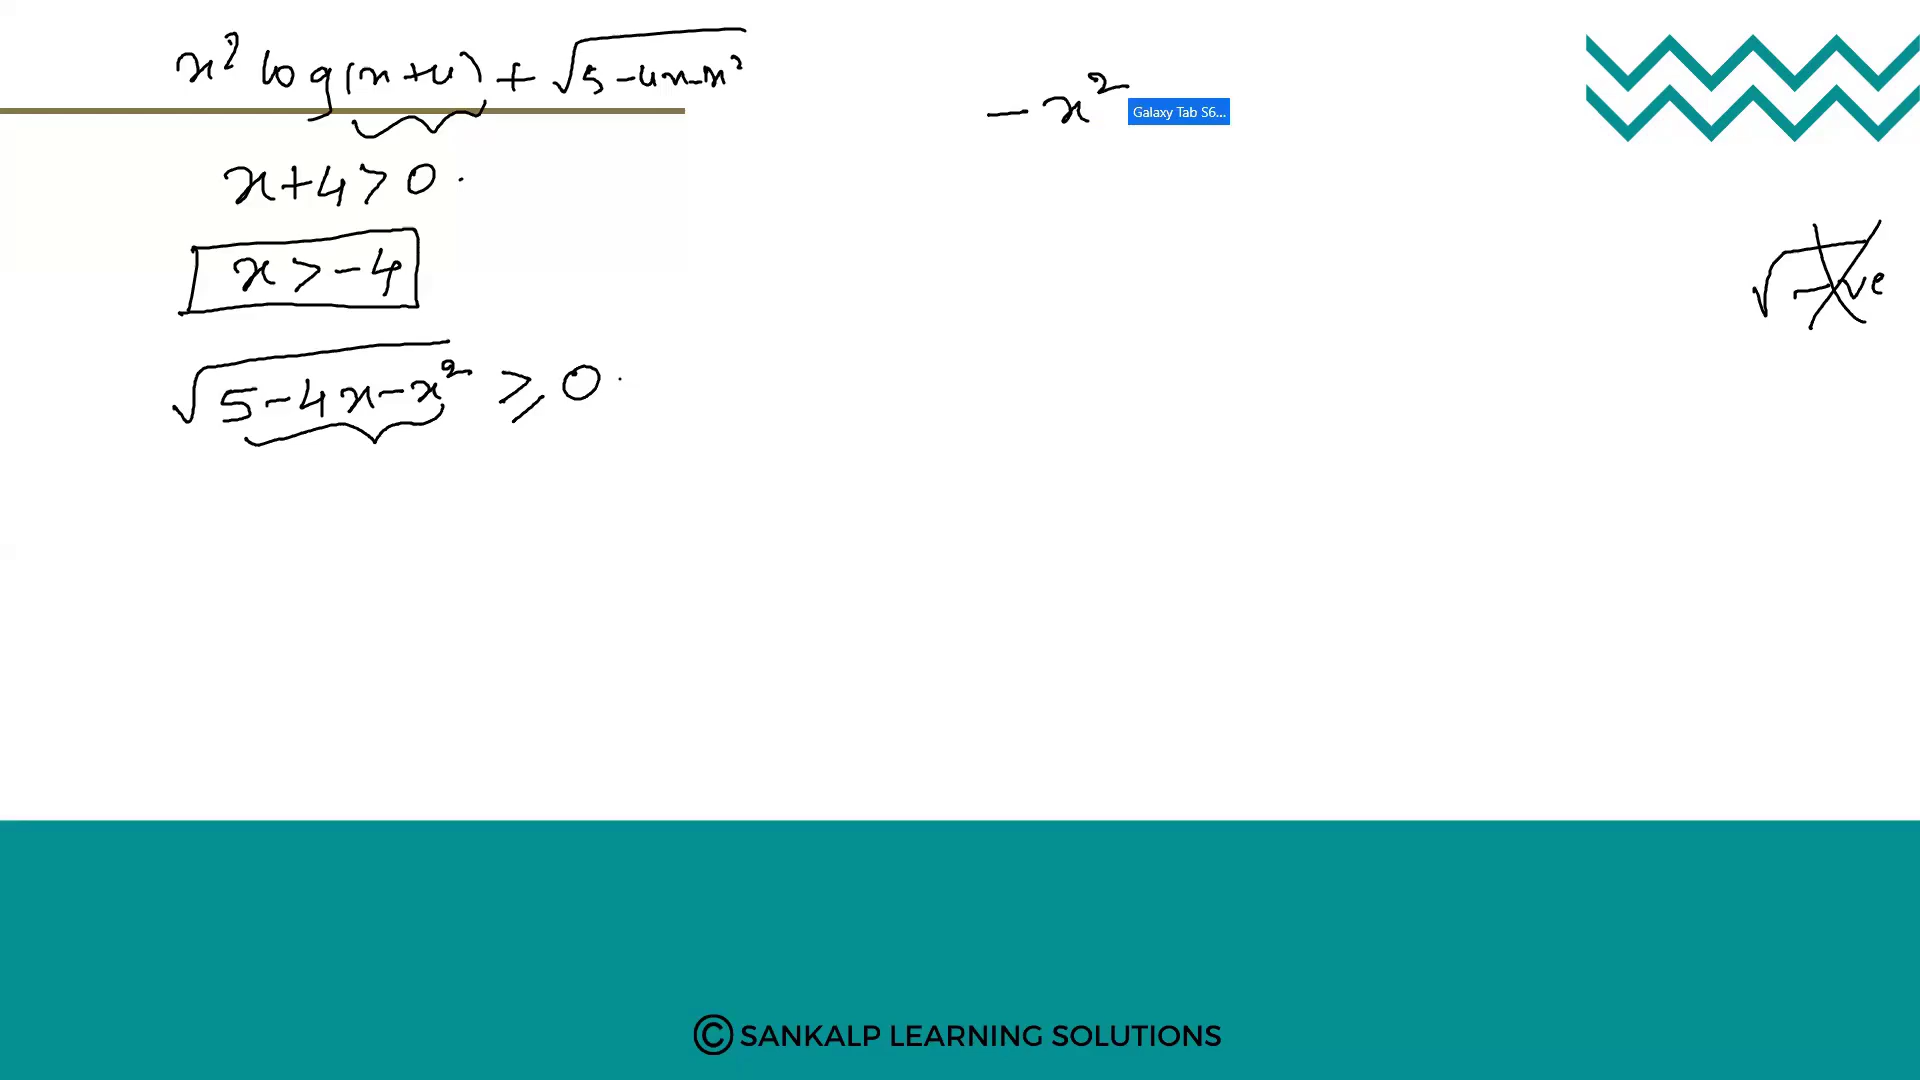 x² log(x+4) + √5-4x-x²
- x²
Galaxy Tab S6...
x+4 > 0.
x > -4
√-ve
√5-4x-x² ≥ 0.
© SANKALP LEARNING SOLUTIONS